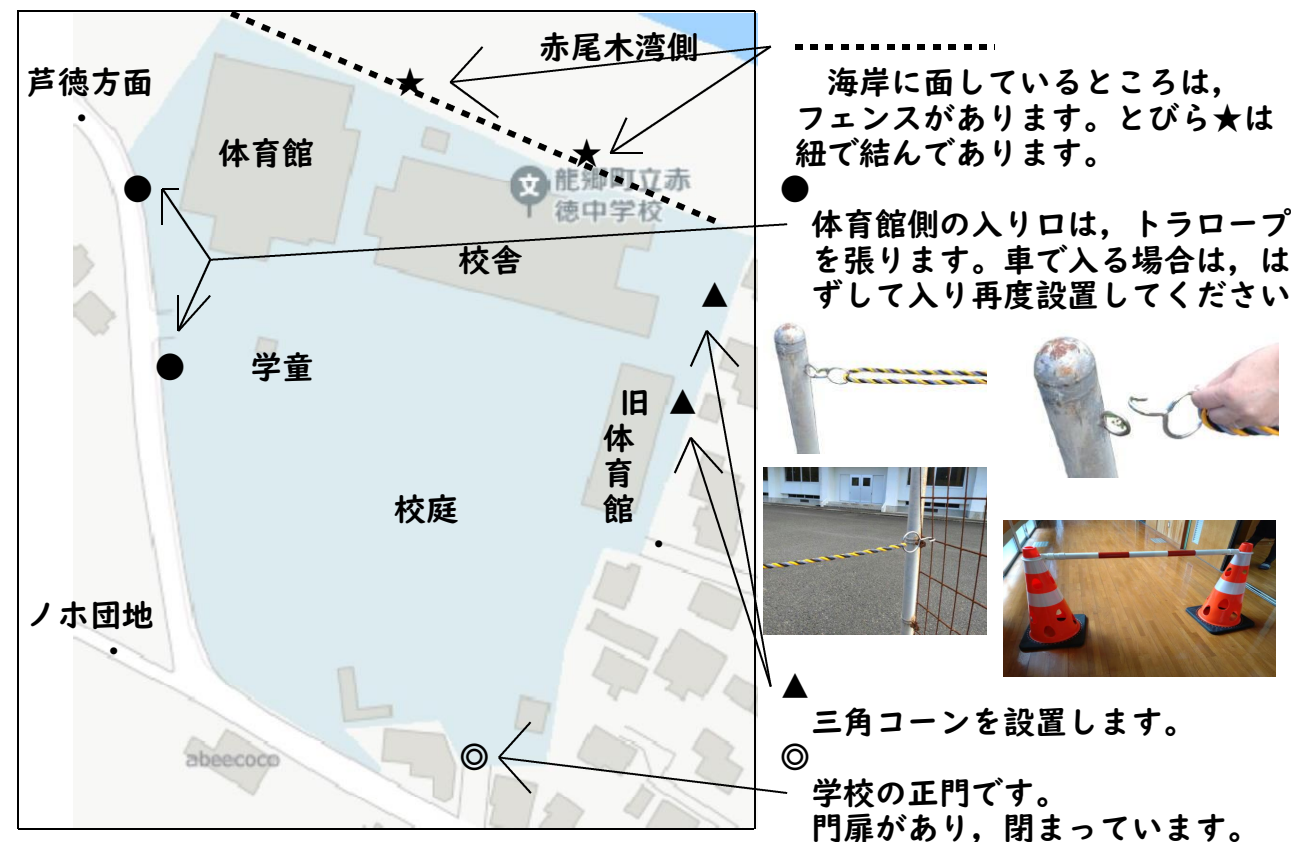 赤尾木湾側
芦徳方面
体育館
文
龍郷町立赤
徳中学校
校舎
学童
旧
体
育
館
校庭
ノホ団地
abeecoco
海岸に面しているところは，
フェンスがあります。とびら★は
紐で結んであります。
●
体育館側の入り口は，トラロープ
を張ります。車で入る場合は，は
ずして入り再度設置してください
▲
三角コーンを設置します。
◎
学校の正門です。
門扉があり，閉まっています。